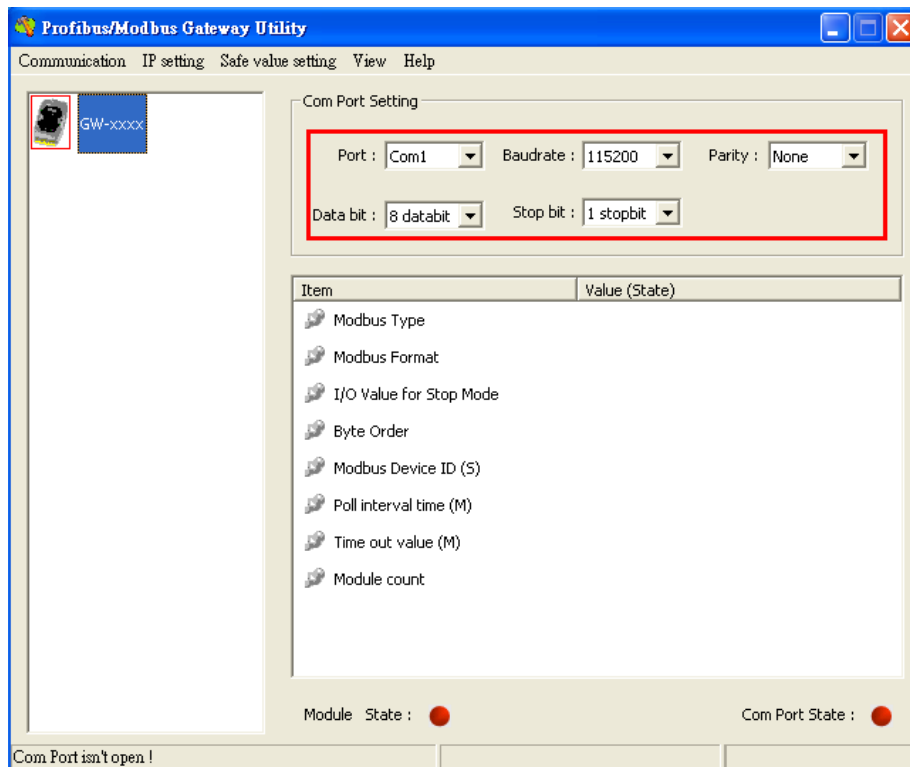 Profibus/Modbus Gateway Utility
Communication IP setting Safe value setting View Help
GW-xxxx
Com Port Setting
Port : Com1 Baudrate : 115200 Parity : None
Data bit : 8 databit Stop bit : 1 stopbit
Item Value (State)
Modbus Type
Modbus Format
I/O Value for Stop Mode
Byte Order
Modbus Device ID (S)
Poll interval time (M)
Time out value (M)
Module count
Module State : Com Port State :
Com Port isn't open !